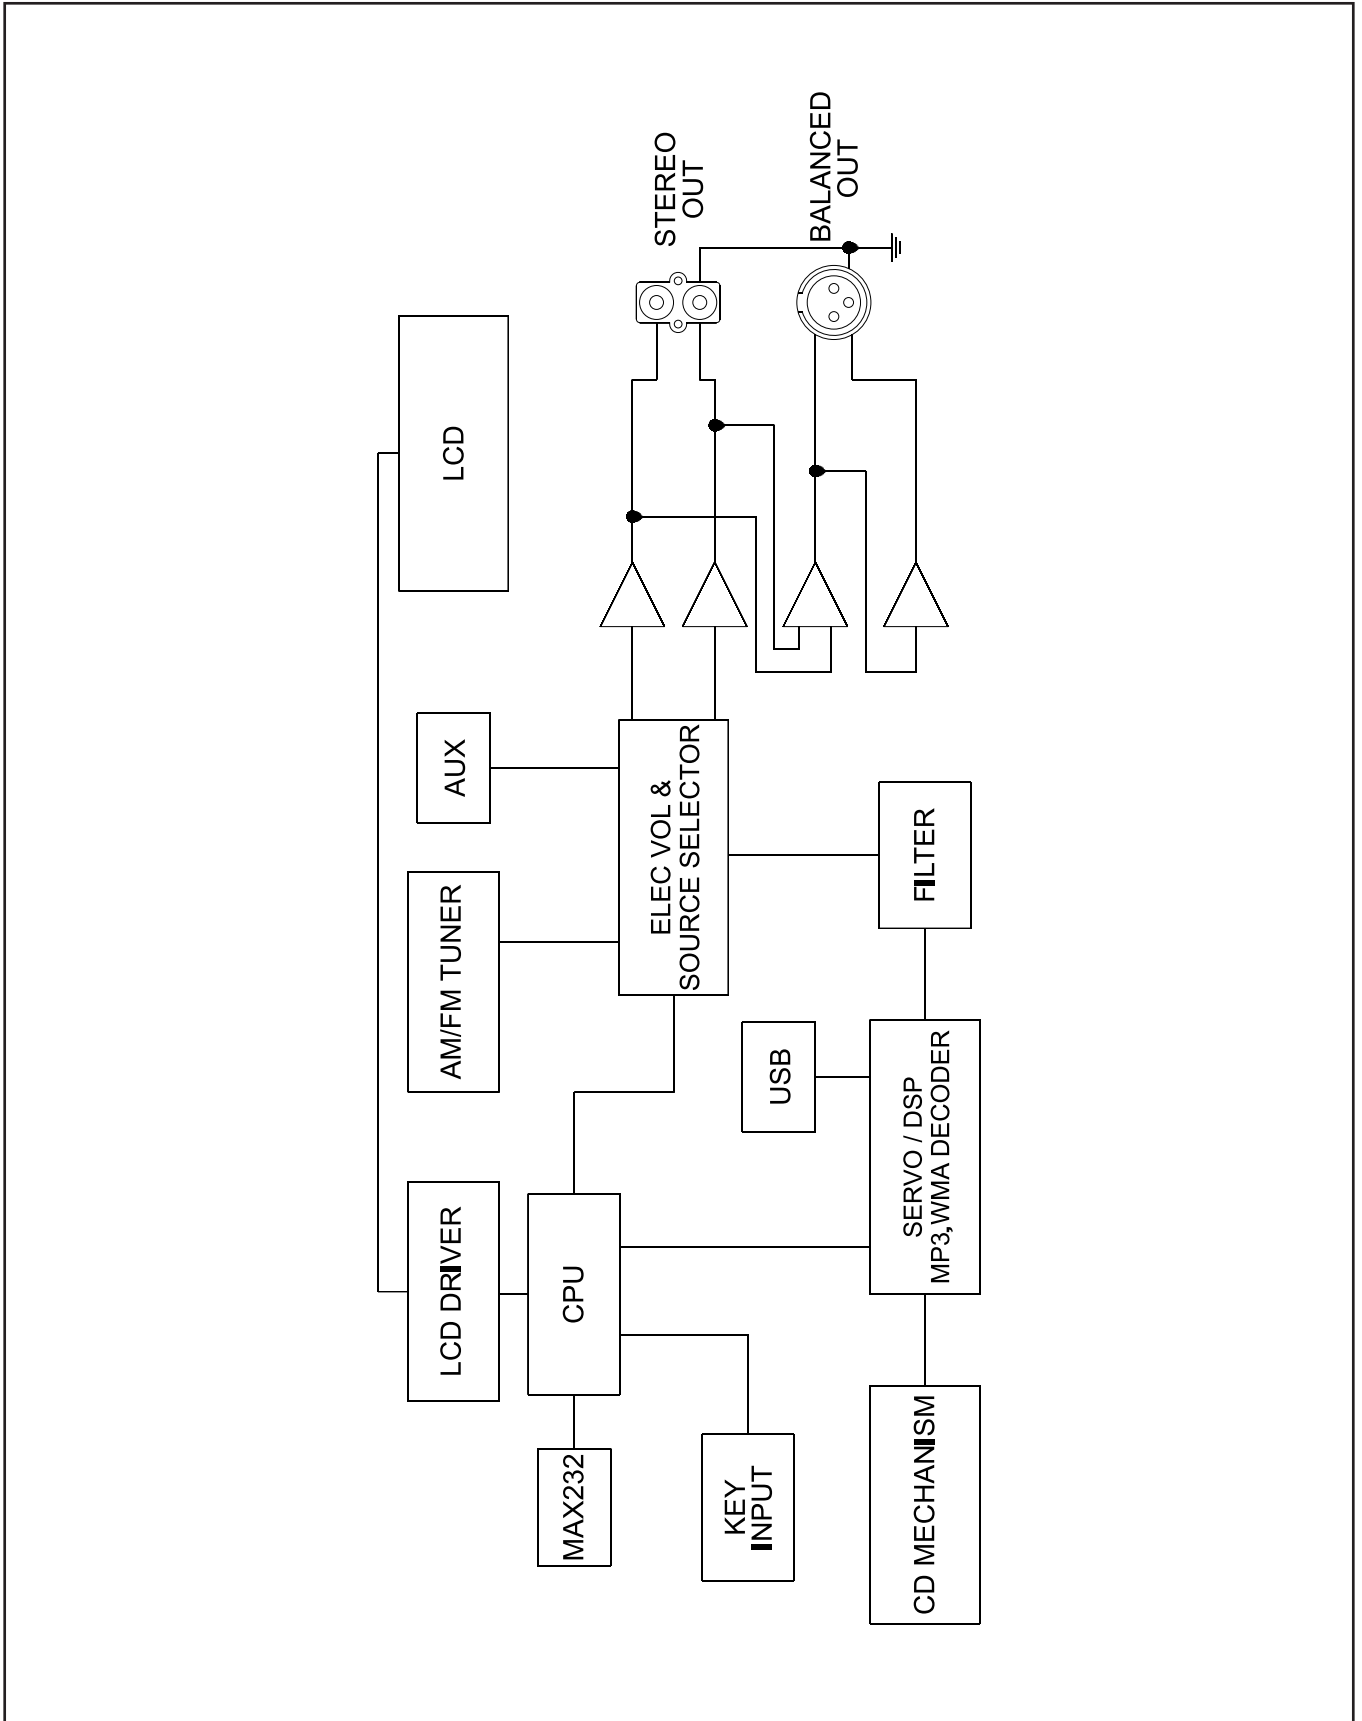 LCD
STEREO
OUT
BALANCED
OUT
AUX
AM/FM TUNER
ELEC VOL &
SOURCE SELECTOR
FILTER
USB
LCD DRIVER
CPU
SERVO / DSP
MP3,WMA DECODER
MAX232
KEY
INPUT
CD MECHANISM